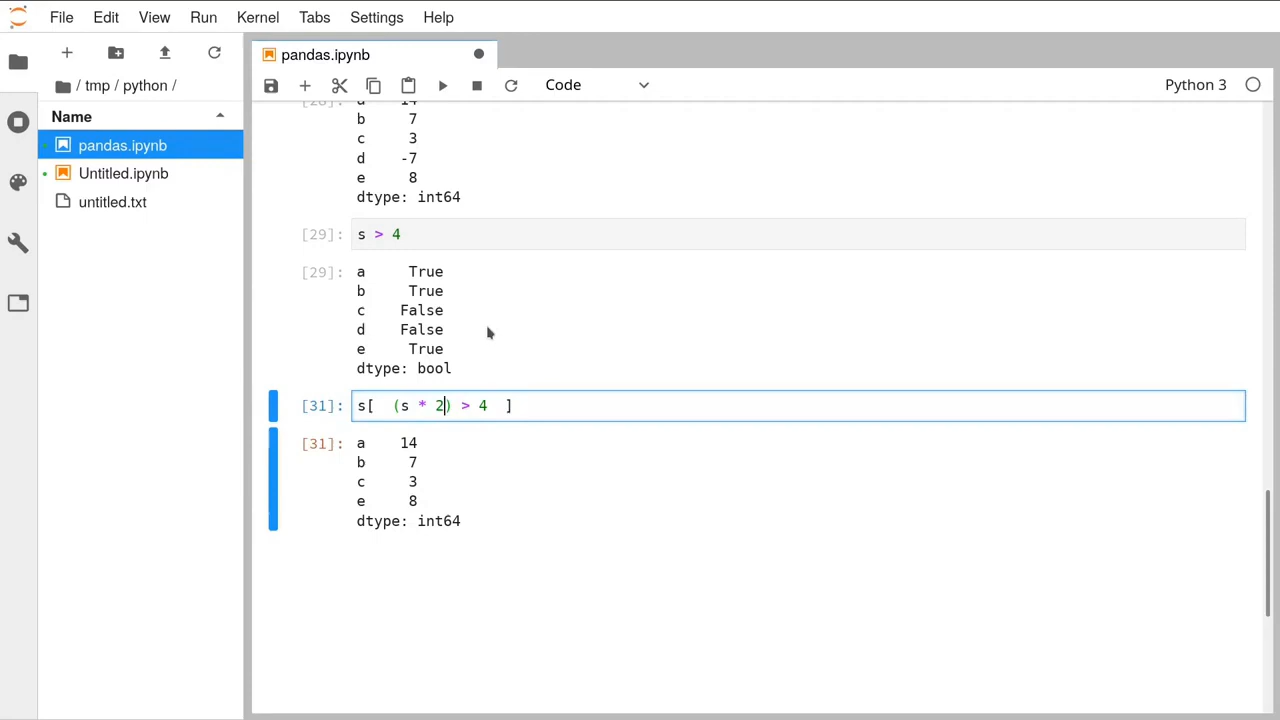 File Edit View Run Kernel Tabs Settings Help
pandas.ipynb
/ tmp / python /
Code
Python 3
Name
pandas.ipynb
Untitled.ipynb
untitled.txt
b 7
c 3
d -7
e 8
dtype: int64
[29]: s > 4
[29]: a True
b True
c False
d False
e True
dtype: bool
[31]: s[ (s * 2) > 4 ]
[31]: a 14
b 7
c 3
e 8
dtype: int64